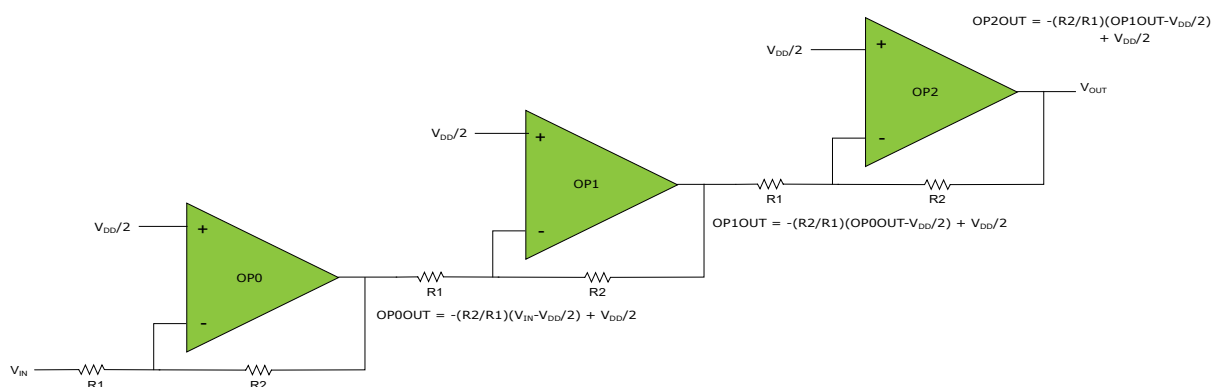 OP2OUT = -(R2/R1)(OP1OUT-VDD/2)
+ VDD/2
VDD/2
+
OP2
-
VOUT
R1
R2
VDD/2
+
OP1
-
OP1OUT = -(R2/R1)(OP0OUT-VDD/2) + VDD/2
R1
R2
VDD/2
+
OP0
-
OP0OUT = -(R2/R1)(VIN-VDD/2) + VDD/2
VIN
R1
R2